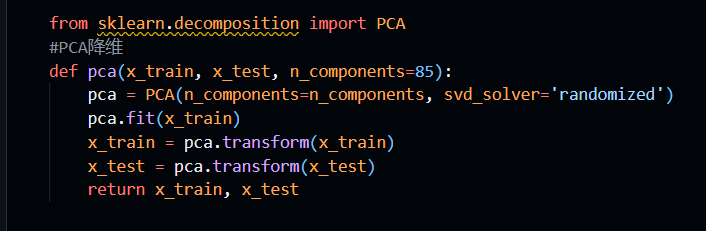 from sklearn.decomposition import PCA
#PCA降维
def pca(x_train, x_test, n_components=85):
    pca = PCA(n_components=n_components, svd_solver='randomized')
    pca.fit(x_train)
    x_train = pca.transform(x_train)
    x_test = pca.transform(x_test)
    return x_train, x_test